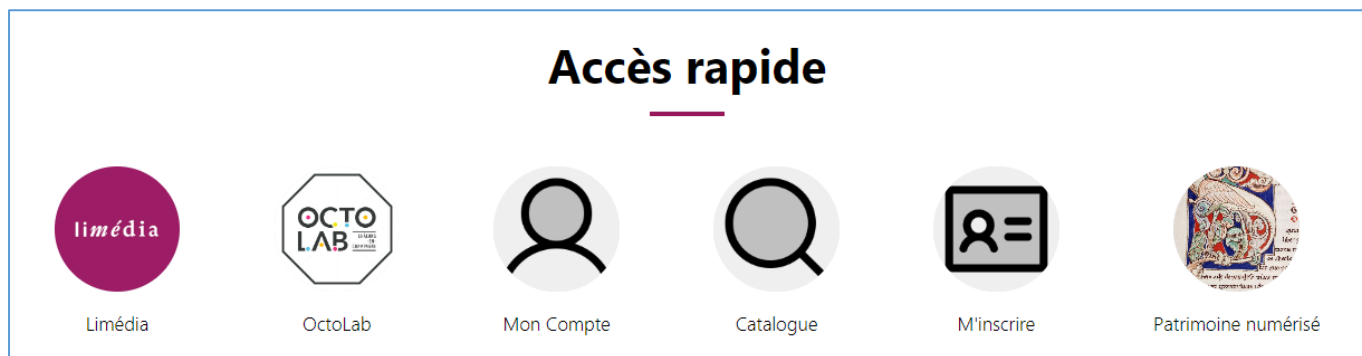 Accès rapide
limédia
OCTO
LAB
Limédia
OctoLab
Mon Compte
Catalogue
M'inscrire
Patrimoine numérisé